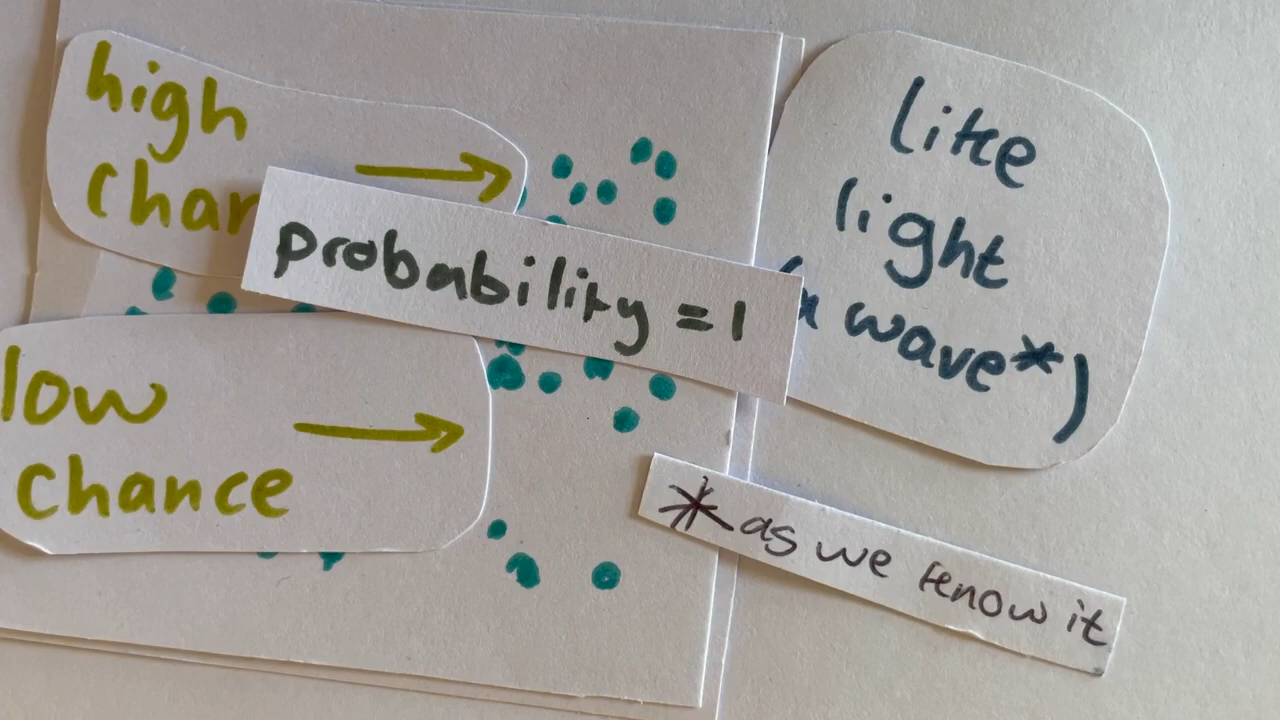 high
chan
probability = 1
low
chance
like
light
(a wave*)
*as we know it